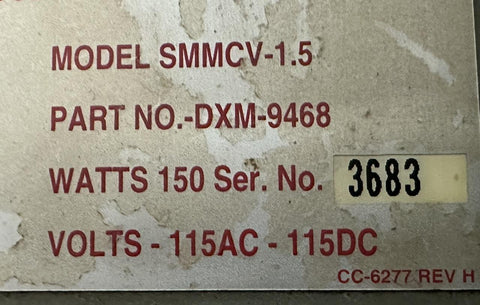 MODEL SMMCV-1.5
PART NO.-DXM-9468
WATTS 150 Ser. No. 3683
VOLTS - 115AC - 115DC
CC-6277 REV H